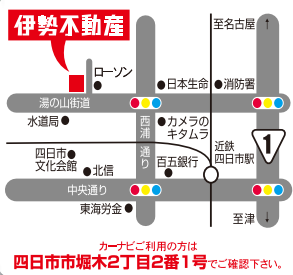 伊勢不動産
至名古屋
↑
ローソン
日本生命
消防署
湯の山街道
水道局
西浦通り
カメラの
キタムラ
1
四日市
文化会館
北信
百五銀行
近鉄
四日市駅
中央通り
東海労金
至津
↓
カーナビご利用の方は
四日市市堀木2丁目2番1号でご確認下さい。